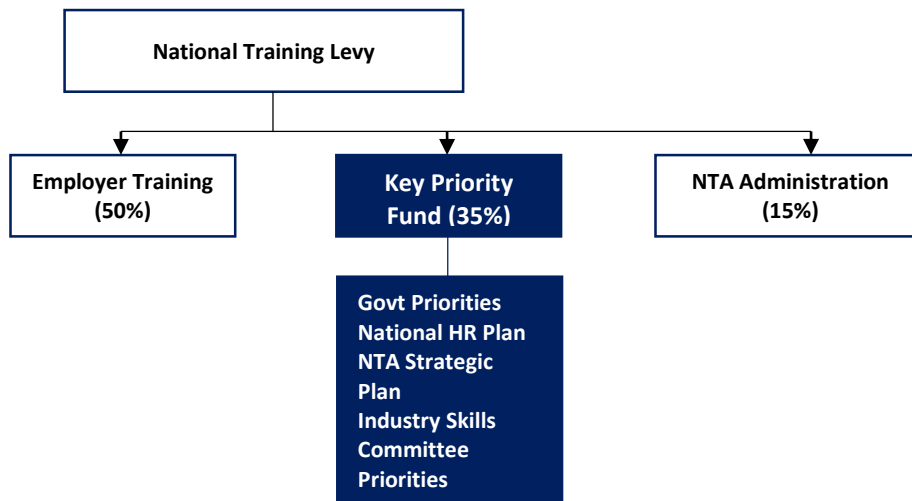 National Training Levy
Employer Training
(50%)
Key Priority
Fund (35%)
NTA Administration
(15%)
Govt Priorities
National HR Plan
NTA Strategic
Plan
Industry Skills
Committee
Priorities